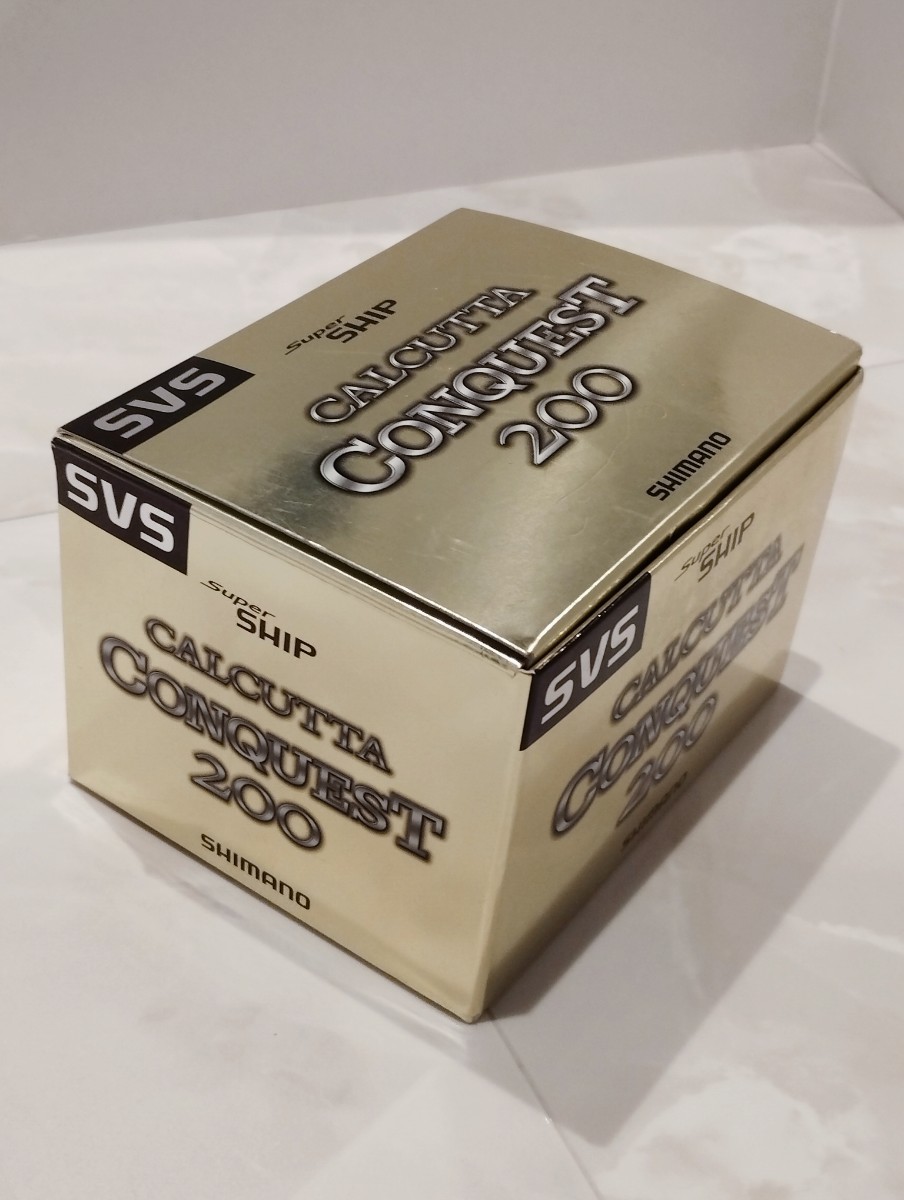 SVS
Super
SHIP
CALCUTTA
CONQUEST
200
SHIMANO
SVS
Super
SHIP
CALCUTTA
CONQUEST
200
SHIMANO
SVS
Super
SHIP
CALCUTTA
CONQUEST
200
SHIMANO